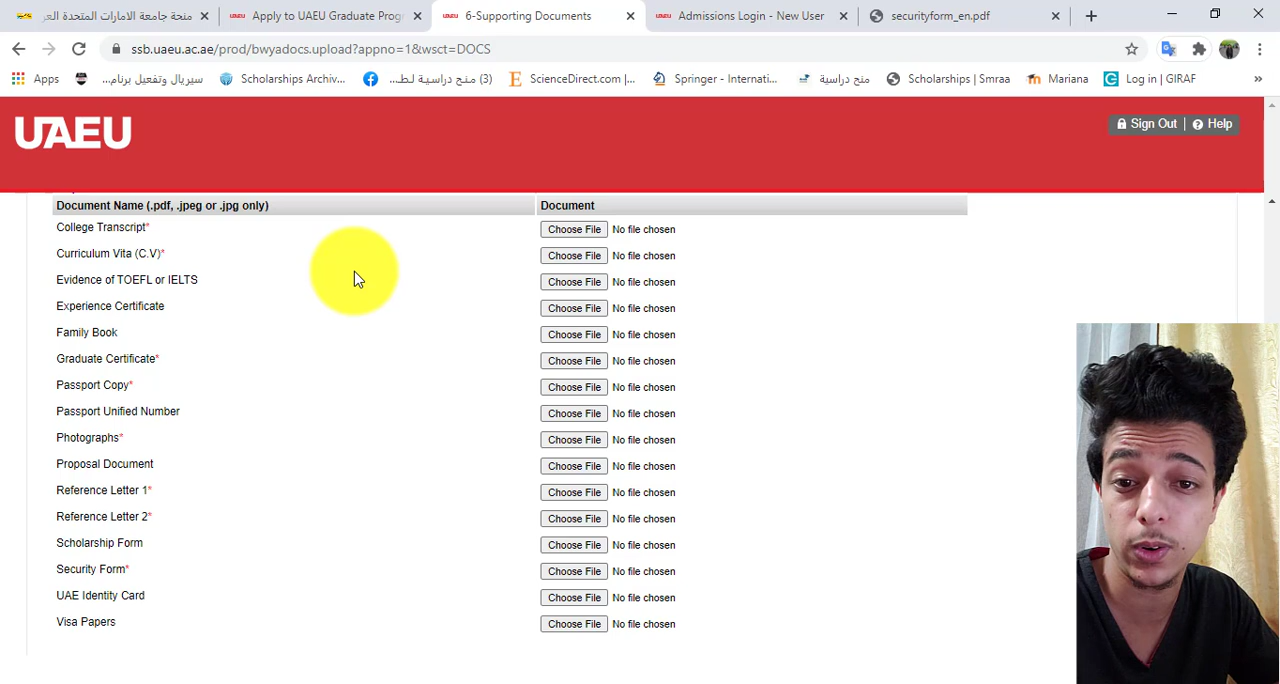 منحة جامعة الامارات المتحدة العر
Apply to UAEU Graduate Prog
6-Supporting Documents
Admissions Login - New User
securityform_en.pdf
ssb.uaeu.ac.ae/prod/bwyadocs.upload?appno=1&wsct=DOCS
Apps
سيريال وتفعيل برنام...
Scholarships Archiv...
(3) منح دراسية لط...
ScienceDirect.com |...
Springer - Internati...
منح دراسية
Scholarships | Smraa
Mariana
Log in | GIRAF
»
UAEU
Sign Out | Help
Document Name (.pdf, .jpeg or .jpg only) Document
College Transcript* Choose File No file chosen
Curriculum Vita (C.V)* Choose File No file chosen
Evidence of TOEFL or IELTS Choose File No file chosen
Experience Certificate Choose File No file chosen
Family Book Choose File No file chosen
Graduate Certificate* Choose File No file chosen
Passport Copy* Choose File No file chosen
Passport Unified Number Choose File No file chosen
Photographs* Choose File No file chosen
Proposal Document Choose File No file chosen
Reference Letter 1* Choose File No file chosen
Reference Letter 2* Choose File No file chosen
Scholarship Form Choose File No file chosen
Security Form* Choose File No file chosen
UAE Identity Card Choose File No file chosen
Visa Papers Choose File No file chosen